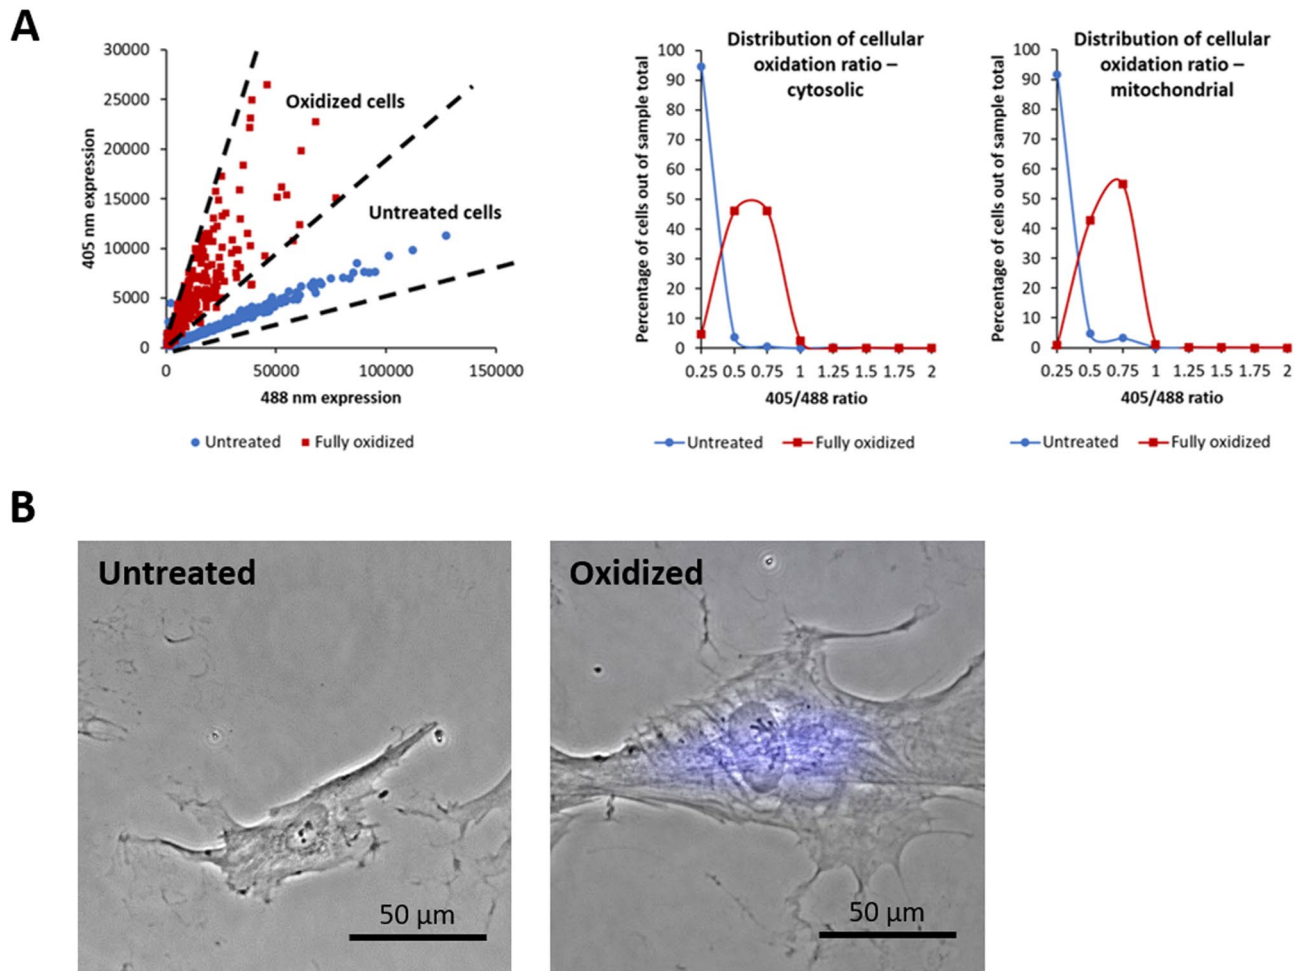 A
30000
25000
20000
15000
10000
5000
0
405 nm expression
Oxidized cells
Untreated cells
0 50000 100000 150000
488 nm expression
Untreated Fully oxidized
Distribution of cellular
oxidation ratio –
cytosolic
Percentage of cells out of sample total
100
90
80
70
60
50
40
30
20
10
0
0.25 0.5 0.75 1 1.25 1.5 1.75 2
405/488 ratio
Untreated Fully oxidized
Distribution of cellular
oxidation ratio –
mitochondrial
Percentage of cells out of sample total
100
90
80
70
60
50
40
30
20
10
0
0.25 0.5 0.75 1 1.25 1.5 1.75 2
405/488 ratio
Untreated Fully oxidized
B
Untreated
50 µm
Oxidized
50 µm